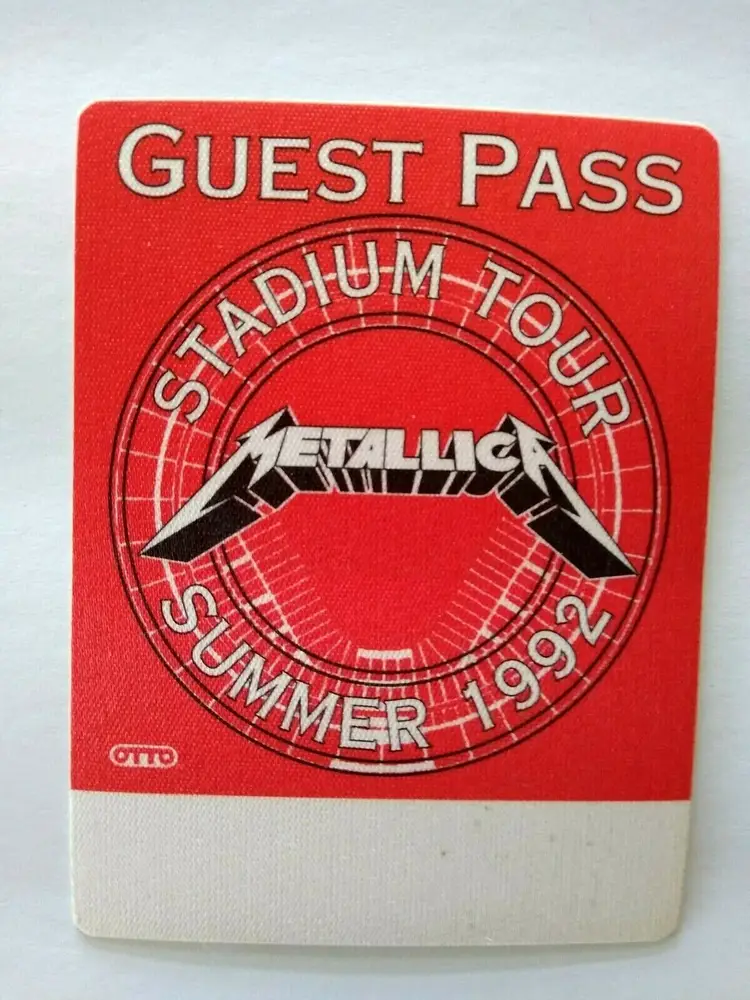 GUEST PASS
STADIUM TOUR
METALLICA
SUMMER 1992
OTTO